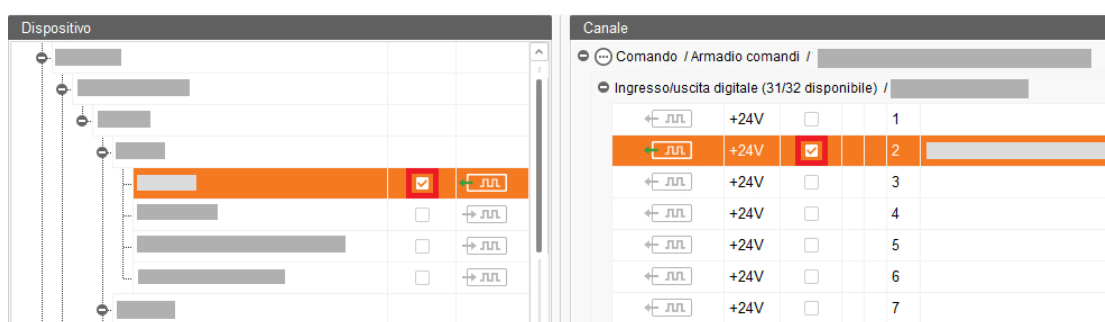 Dispositivo
Canale
Comando / Armadio comandi /
Ingresso/uscita digitale (31/32 disponibile) /
+24V 1
+24V 2
+24V 3
+24V 4
+24V 5
+24V 6
+24V 7